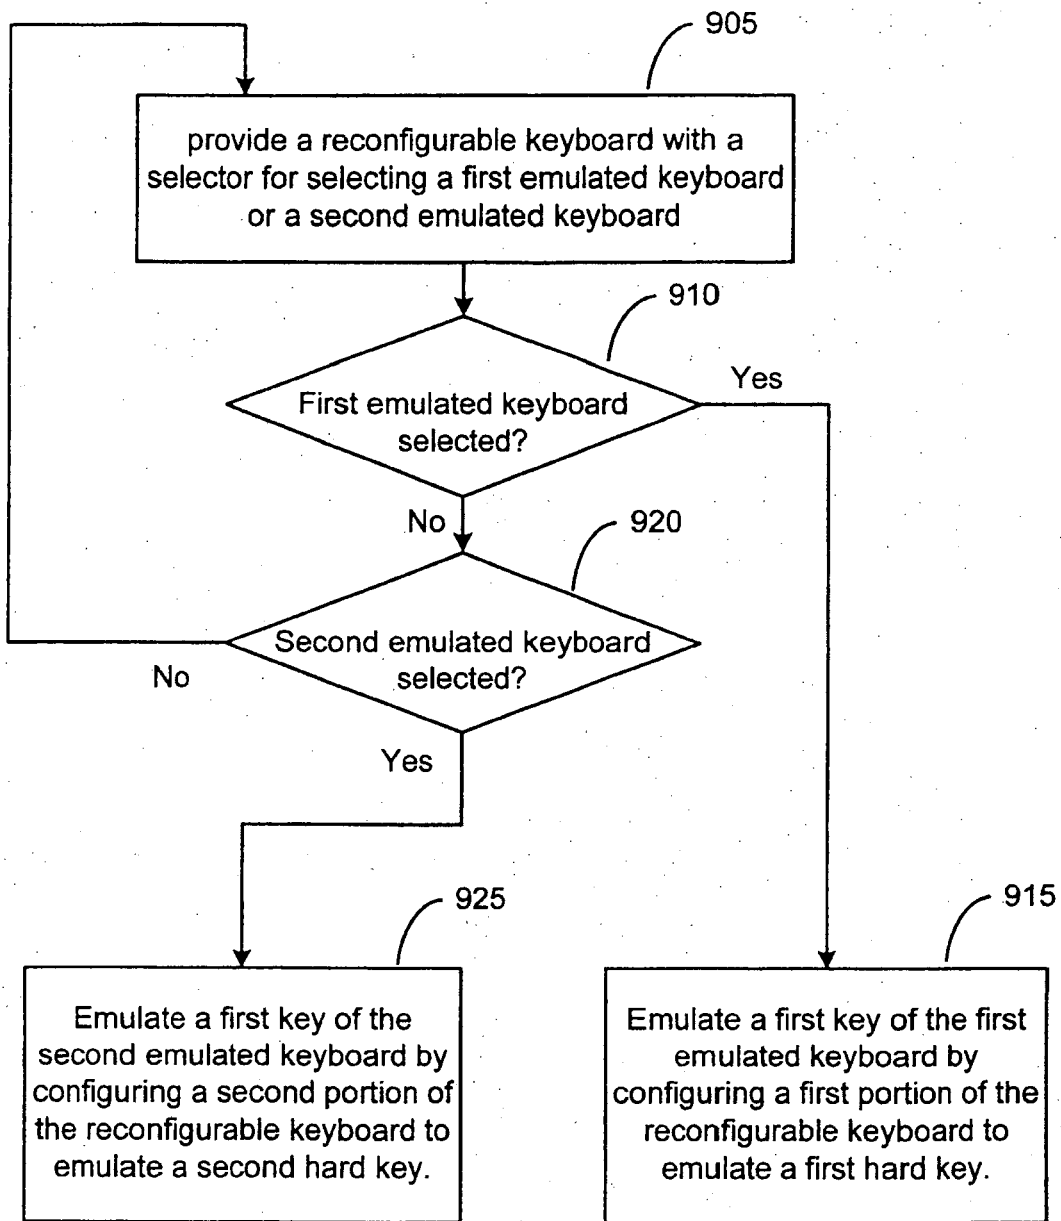 905
provide a reconfigurable keyboard with a
selector for selecting a first emulated keyboard
or a second emulated keyboard
910
Yes
First emulated keyboard
selected?
No
920
Second emulated keyboard
selected?
No
Yes
925
915
Emulate a first key of the
second emulated keyboard by
configuring a second portion of
the reconfigurable keyboard to
emulate a second hard key.
Emulate a first key of the first
emulated keyboard by
configuring a first portion of the
reconfigurable keyboard to
emulate a first hard key.